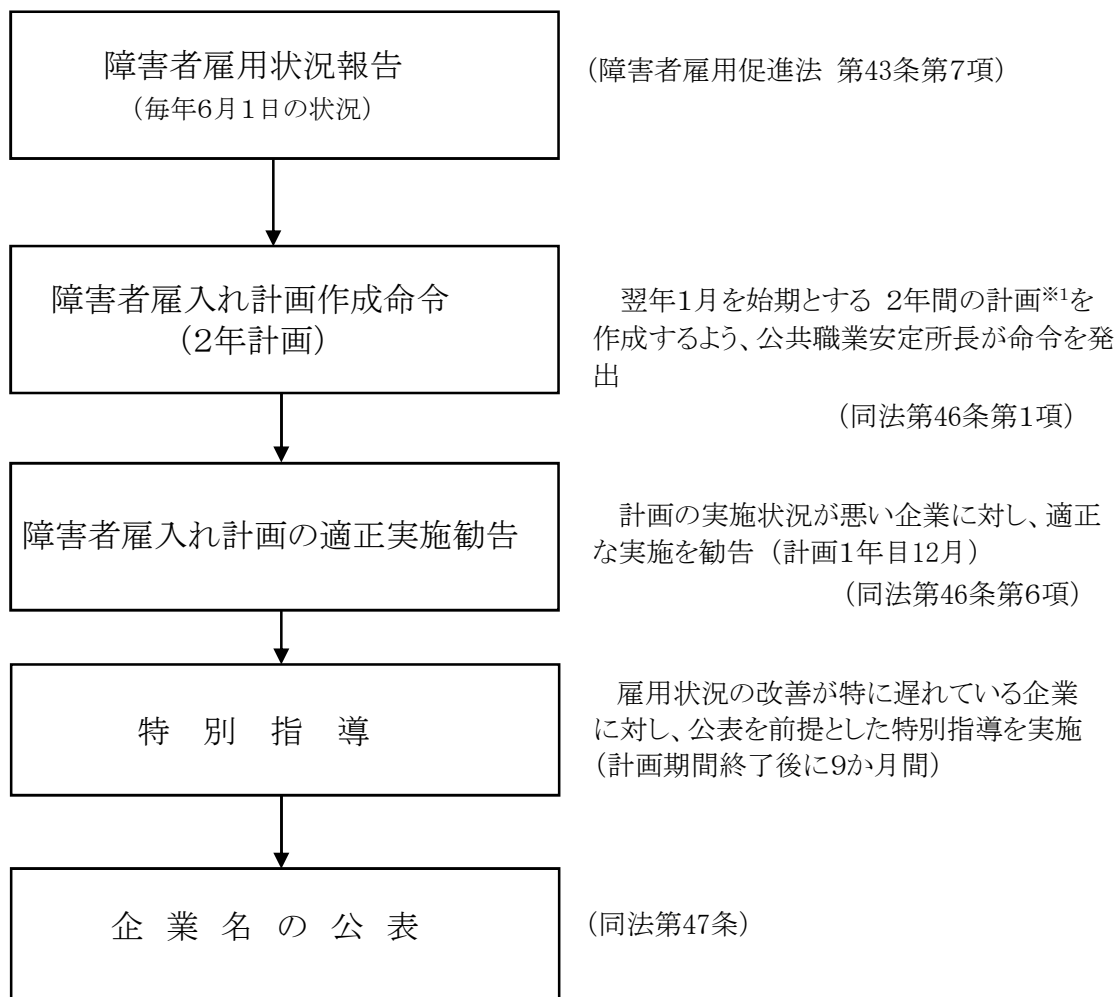 障害者雇用状況報告
（毎年６月１日の状況）
（障害者雇用促進法 第43条第７項）
障害者雇入れ計画作成命令
（２年計画）
翌年１月を始期とする ２年間の計画※1を
作成するよう、公共職業安定所長が命令を発
出
（同法第46条第１項）
障害者雇入れ計画の適正実施勧告
計画の実施状況が悪い企業に対し、適正
な実施を勧告 （計画１年目12月）
（同法第46条第６項）
特 別 指 導
雇用状況の改善が特に遅れている企業
に対し、公表を前提とした特別指導を実施
（計画期間終了後に９か月間）
企 業 名 の 公 表
（同法第47条）